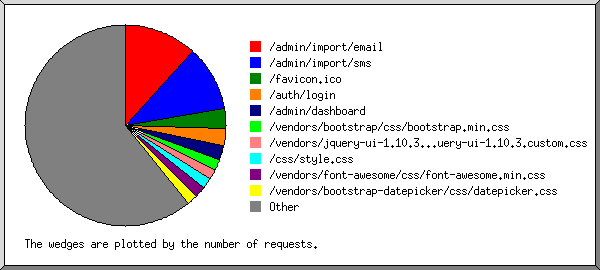 /admin/import/email
/admin/import/sms
/favicon.ico
/auth/login
/admin/dashboard
/vendors/bootstrap/css/bootstrap.min.css
/vendors/jquery-ui-1.10.3...uery-ui-1.10.3.custom.css
/css/style.css
/vendors/font-awesome/css/font-awesome.min.css
/vendors/bootstrap-datepicker/css/datepicker.css
Other
The wedges are plotted by the number of requests.